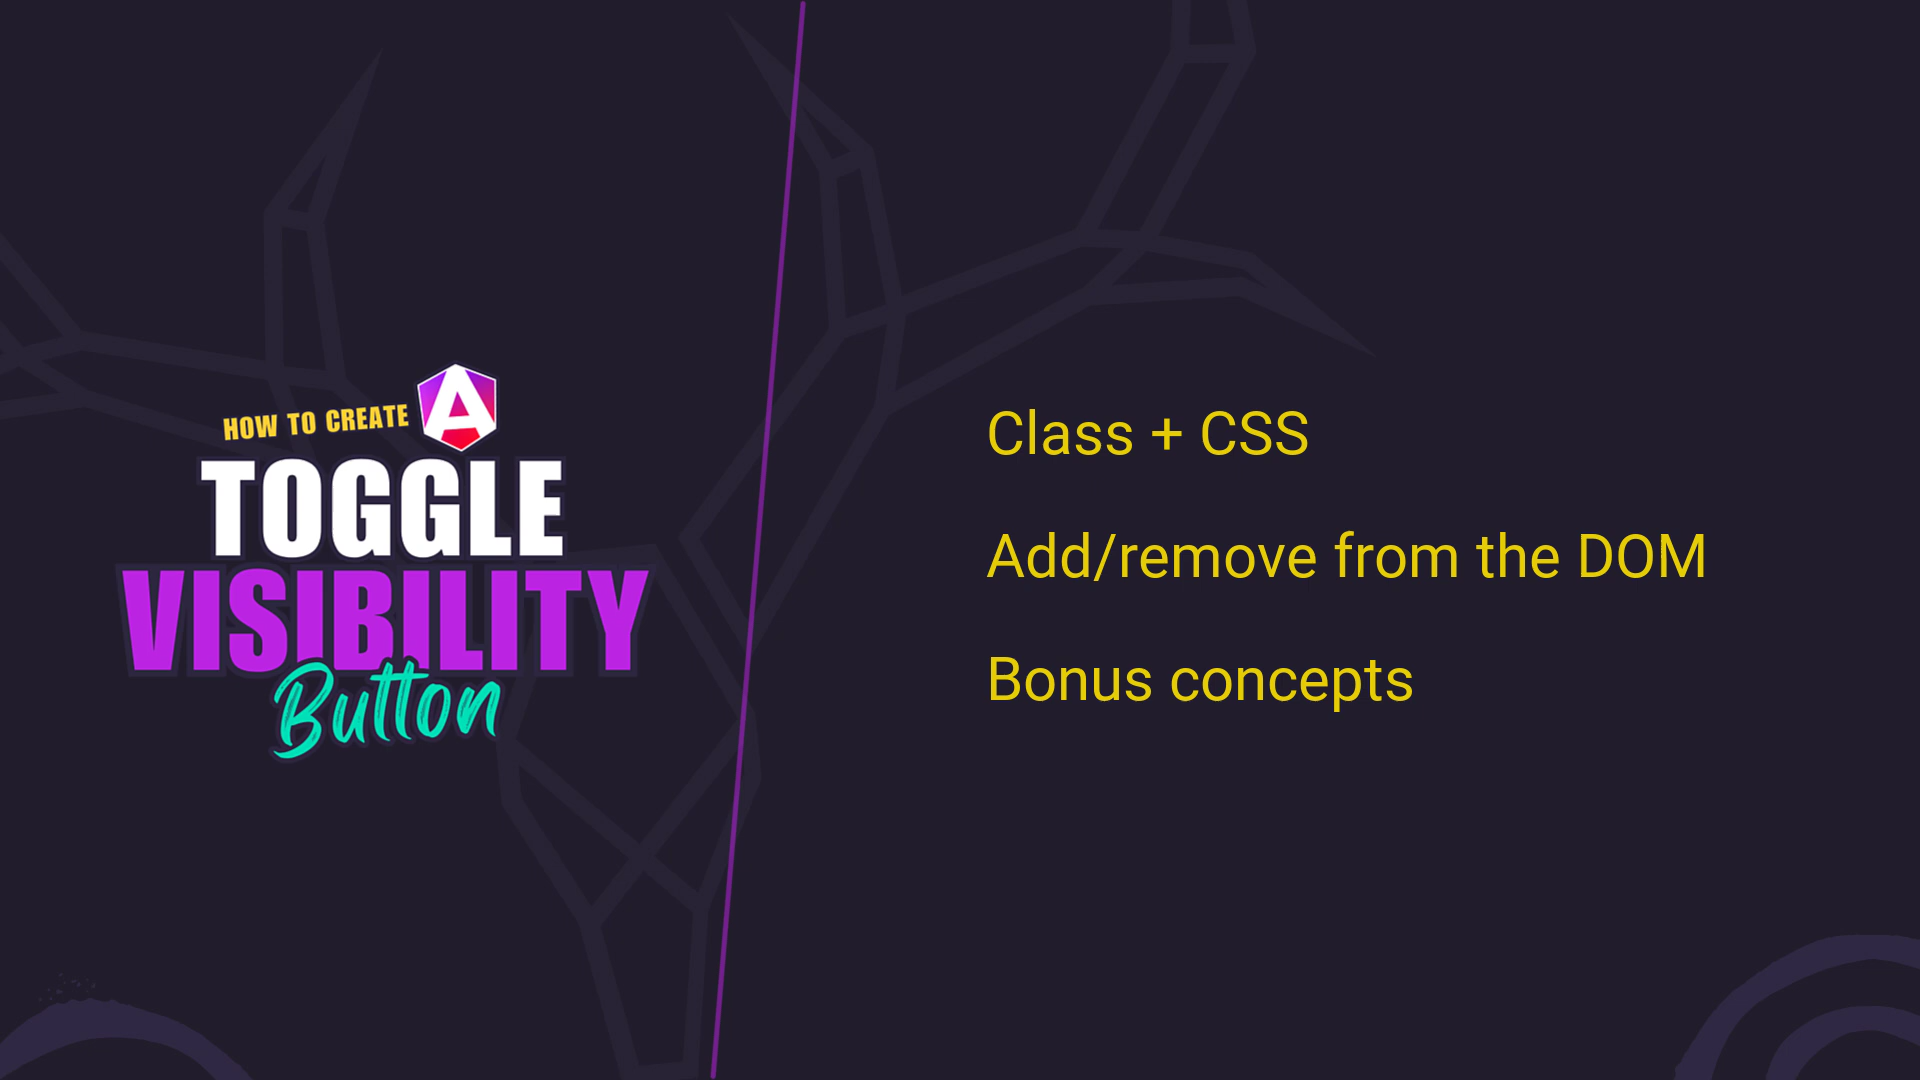 HOW TO CREATE
TOGGLE
VISIBILITY
Button
Class + CSS
Add/remove from the DOM
Bonus concepts